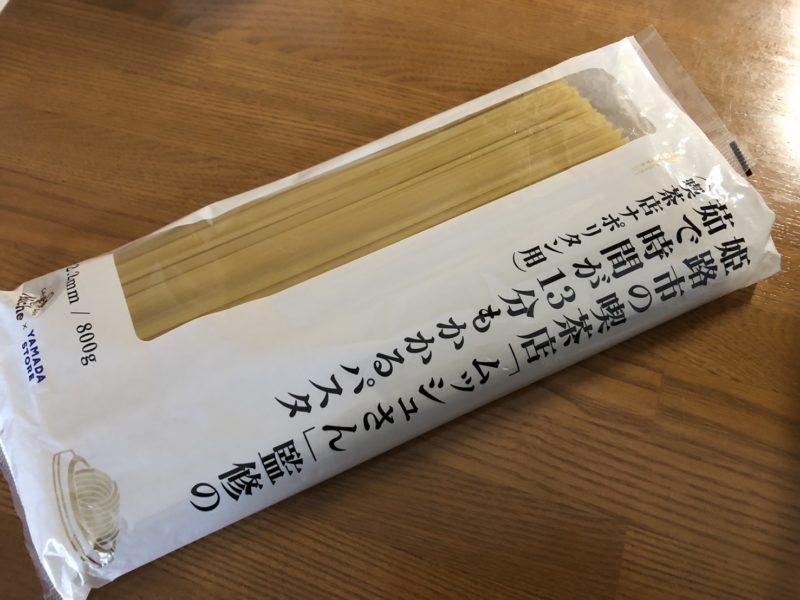 姫路市の喫茶店「ムッシュさん」監修の
茹で時間が13分もかかるパスタ
(喫茶店ナポリタン用)
mm / 800g
× YAMADA
STORE